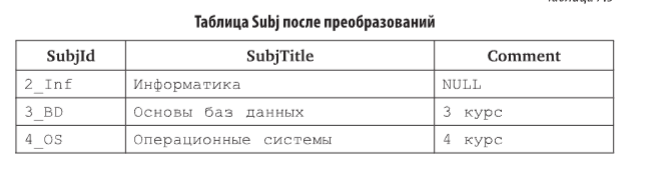 Таблица Subj после преобразований
SubjId SubjTitle Comment
2_Inf Информатика NULL
3_BD Основы баз данных 3 курс
4_OS Операционные системы 4 курс